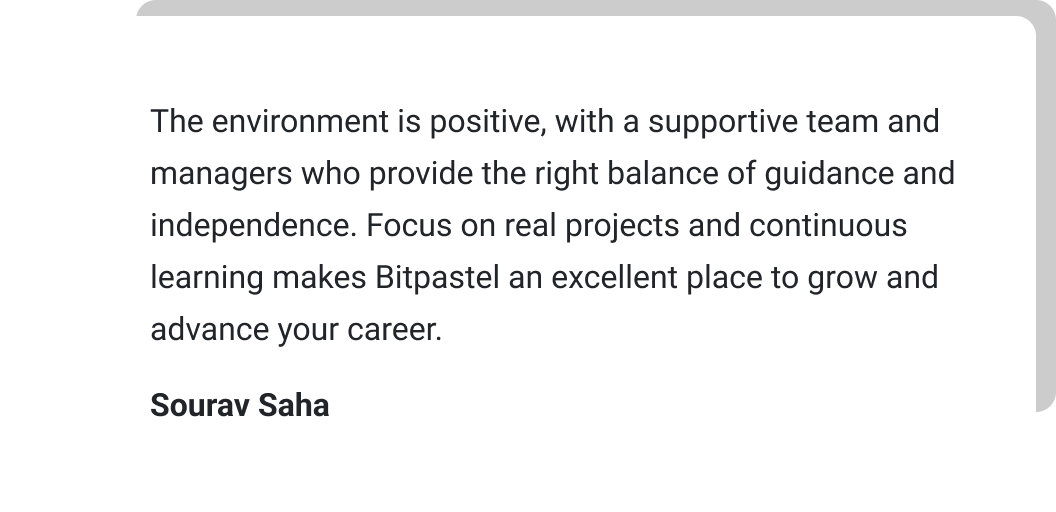 The environment is positive, with a supportive team and
managers who provide the right balance of guidance and
independence. Focus on real projects and continuous
learning makes Bitpastel an excellent place to grow and
advance your career.
Sourav Saha